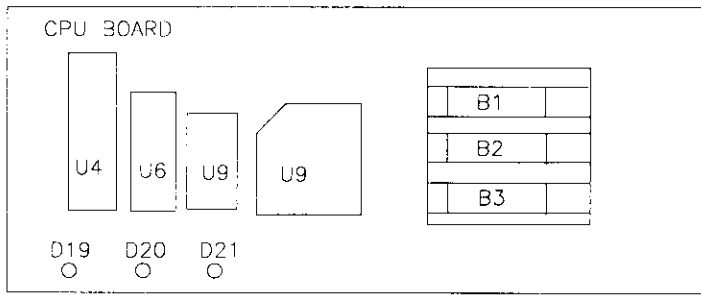 CPU BOARD
B1
B2
B3
U4 U6 U9 U9
D19 D20 D21